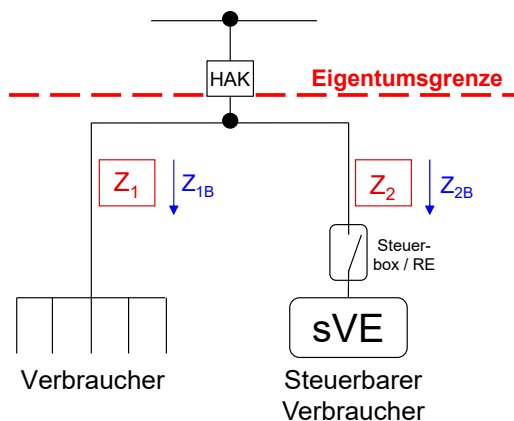 HAK
Eigentumsgrenze
Z1
Z1B
Z2
Z2B
Steuer-
box / RE
sVE
Verbraucher
Steuerbarer
Verbraucher